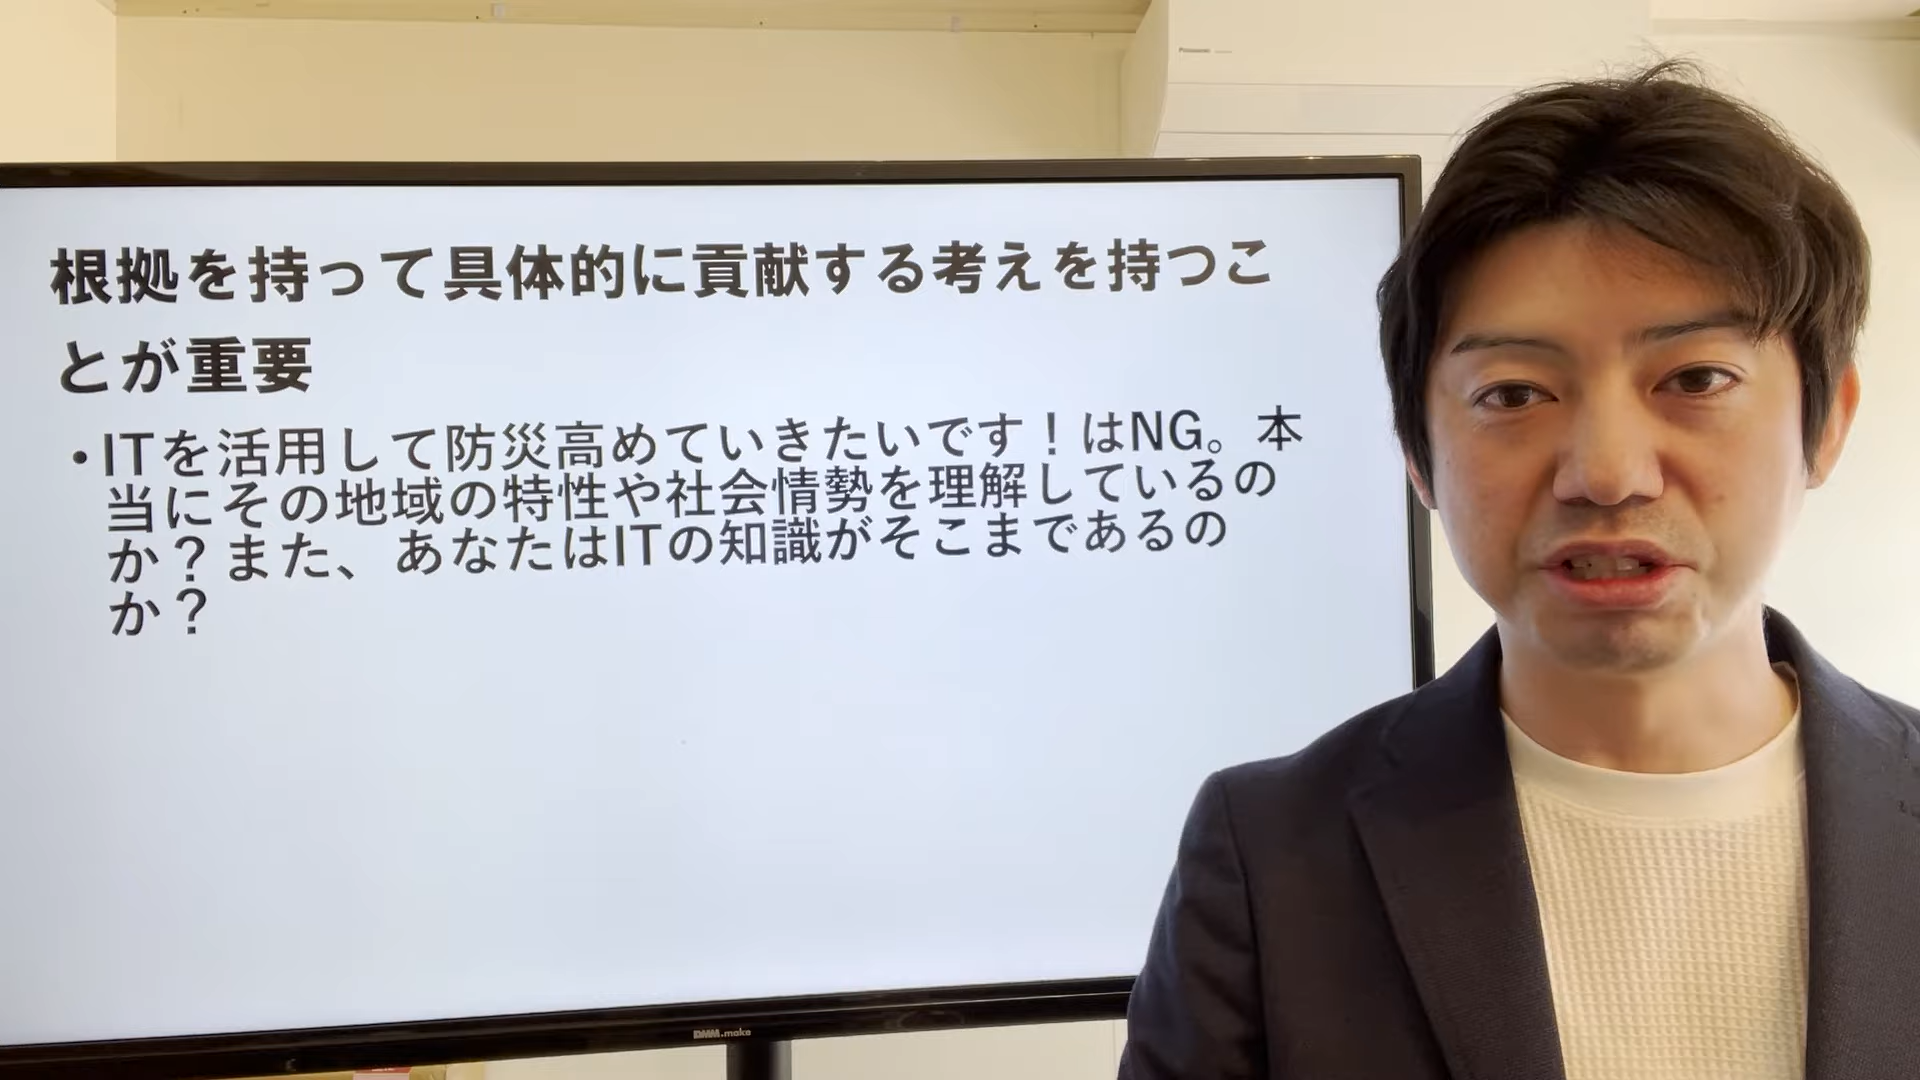 Panasonic
根拠を持って具体的に貢献する考えを持つこ
とが重要
・ITを活用して防災高めていきたいです！はNG。本
当にその地域の特性や社会情勢を理解しているの
か？また、あなたはITの知識がそこまであるの
か？
DMM.make